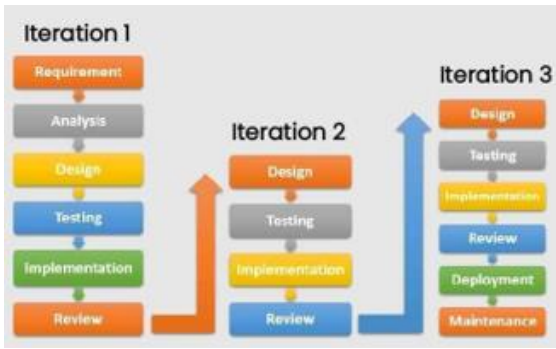 Iteration 1
Requirement
Analysis
Design
Testing
Implementation
Review
Iteration 2
Design
Testing
Implementation
Review
Iteration 3
Design
Testing
Implementation
Review
Deployment
Maintenance